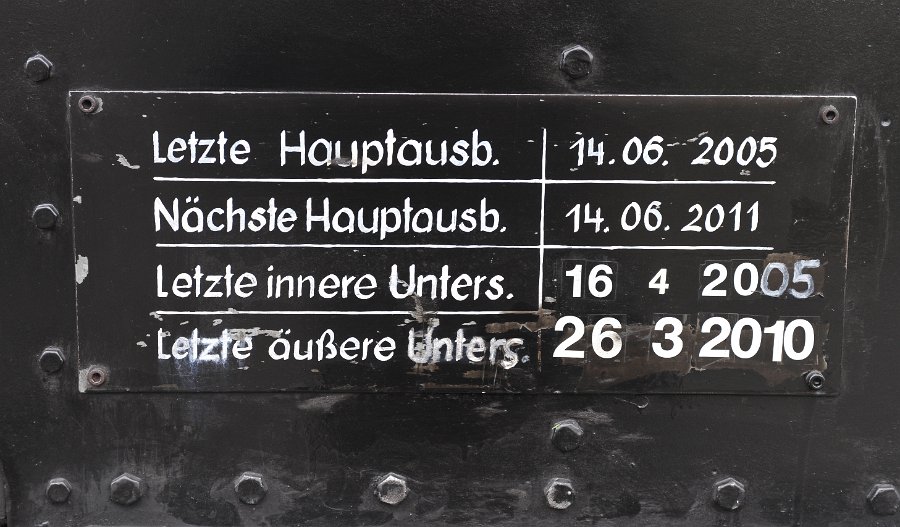 Letzte Hauptausb. 14.06. 2005
Nächste Hauptausb. 14.06.2011
Letzte innere Unters. 16 4 2005
Letzte äußere Unters. 26 3 2010